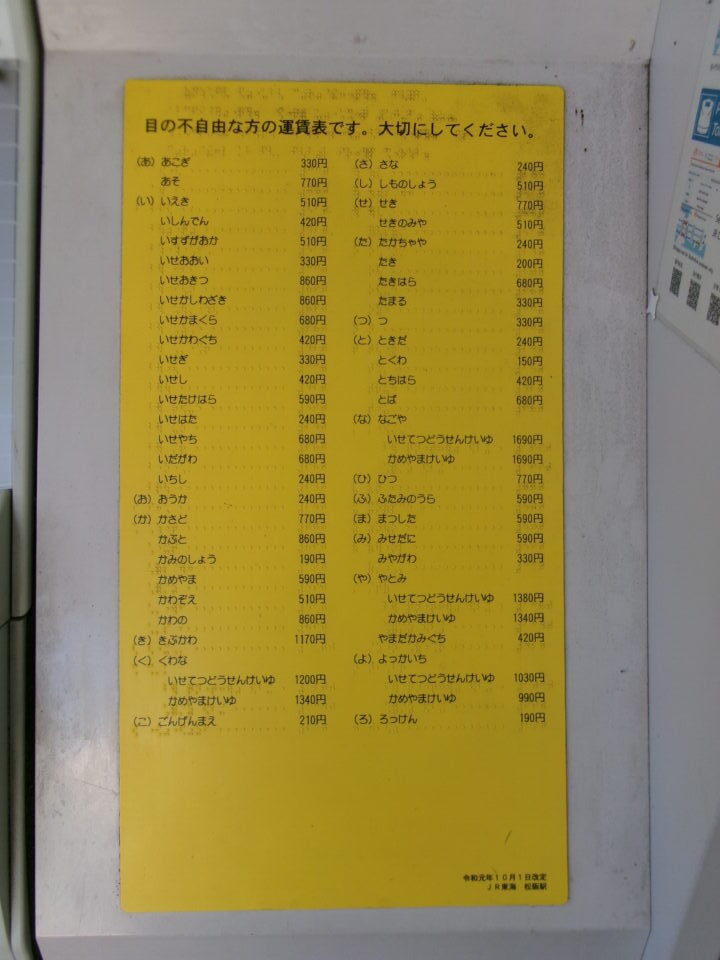 目の不自由な方の運賃表です。大切にしてください。
（あ）あこぎ 330円
あそ 770円
（い）いえき 510円
いしんでん 420円
いすずがおか 510円
いせおおい 330円
いせおきつ 860円
いせかしわざき 860円
いせかまくら 680円
いせかわぐち 420円
いせぎ 330円
いせし 420円
いせたけはら 590円
いせはた 240円
いせやち 680円
いだがわ 680円
いちし 240円
（お）おうか 240円
（か）かさど 770円
かぶと 860円
かみのしょう 190円
かめやま 590円
かわぞえ 510円
かわの 860円
（き）きぶかわ 1170円
（く）くわな
いせてつどうせんけいゆ 1200円
かめやまけいゆ 1340円
（こ）ごんげんまえ 210円
（さ）さな 240円
（し）しものしょう 510円
（せ）せき 770円
せきのみや 510円
（た）たかちゃや 240円
たき 200円
たきはら 680円
たまる 330円
（つ）つ 330円
（と）ときだ 240円
とくわ 150円
とちはら 420円
とば 680円
（な）なごや
いせてつどうせんけいゆ 1690円
かめやまけいゆ 1690円
（ひ）ひつ 770円
（ふ）ふたみのうら 590円
（ま）まつした 590円
（み）みせだに 590円
みやがわ 330円
（や）やとみ
いせてつどうせんけいゆ 1380円
かめやまけいゆ 1340円
やまだかみぐち 420円
（よ）よっかいち
いせてつどうせんけいゆ 1030円
かめやまけいゆ 990円
（ろ）ろっけん 190円
令和元年１０月１日改定
ＪＲ東海 松阪駅